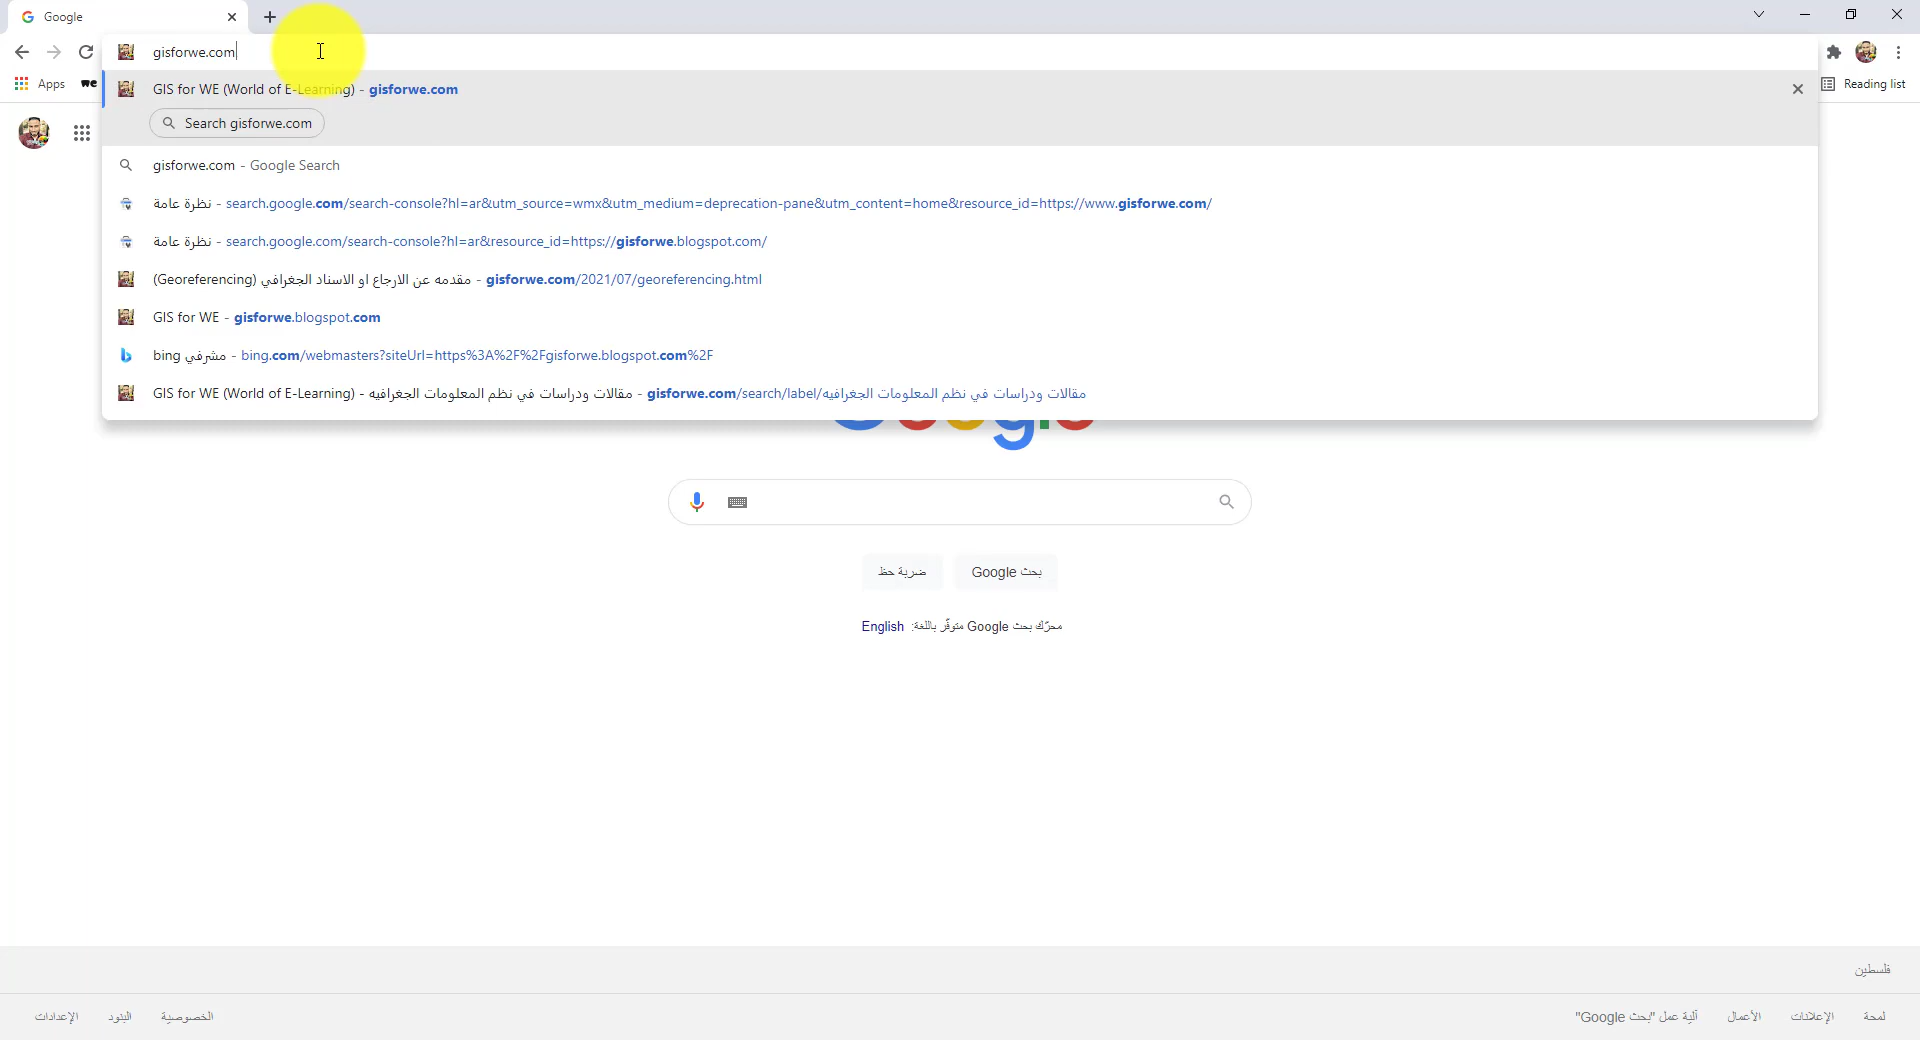 Google
gisforwe.com
Apps
we
Reading list
GIS for WE (World of E-Learning) - gisforwe.com
Search gisforwe.com
gisforwe.com - Google Search
نظرة عامة - search.google.com/search-console?hl=ar&utm_source=wmx&utm_medium=deprecation-pane&utm_content=home&resource_id=https://www.gisforwe.com/
نظرة عامة - search.google.com/search-console?hl=ar&resource_id=https://gisforwe.blogspot.com/
مقدمه عن الارجاع او الاسناد الجغرافي (Georeferencing) - gisforwe.com/2021/07/georeferencing.html
GIS for WE - gisforwe.blogspot.com
مشرفي bing - bing.com/webmasters?siteUrl=https%3A%2F%2Fgisforwe.blogspot.com%2F
GIS for WE (World of E-Learning) - مقالات ودراسات في نظم المعلومات الجغرافيه - gisforwe.com/search/label/مقالات ودراسات في نظم المعلومات الجغرافيه
بحث Google
ضربة حظ
محرّك بحث Google متوفّر باللغة: English
فلسطين
لمحة
الإعلانات
الأعمال
آلية عمل "بحث Google"
الخصوصية
البنود
الإعدادات